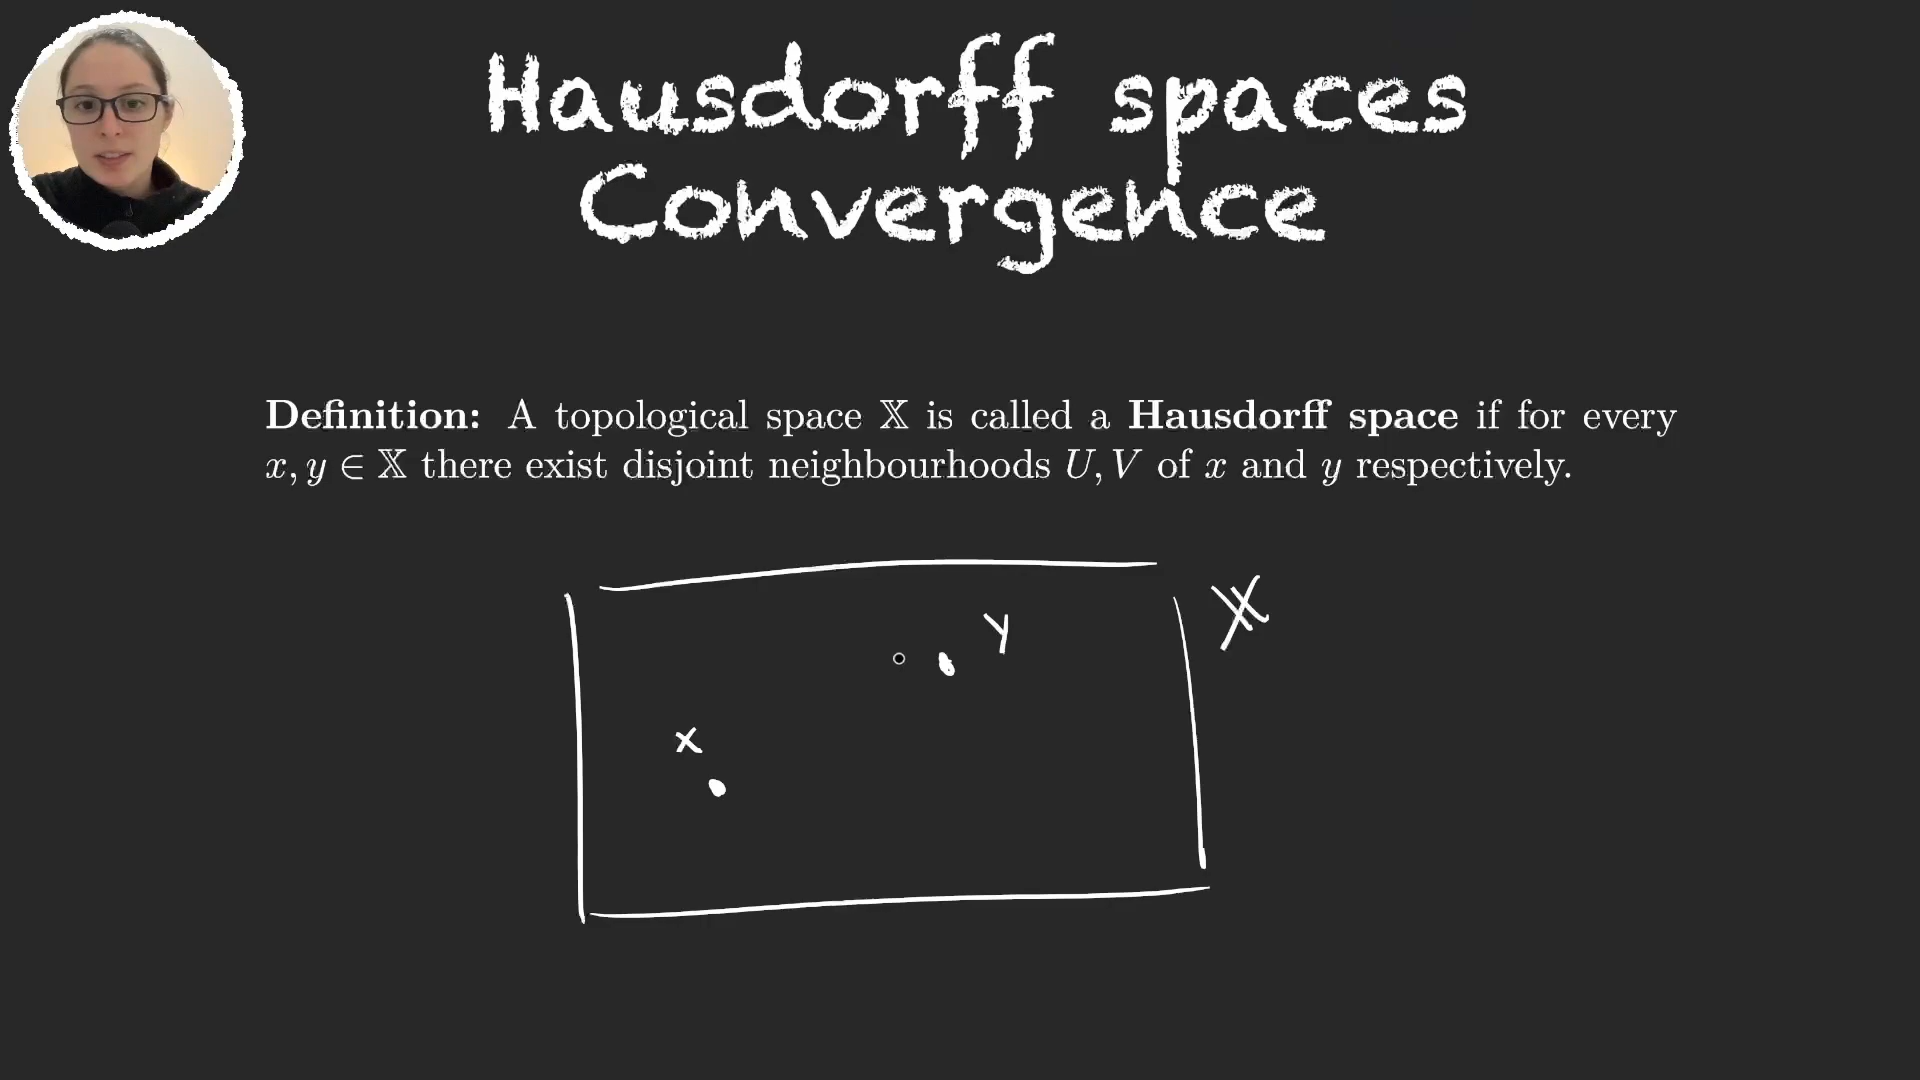 Hausdorff spaces
Convergence
Definition: A topological space 𝕏 is called a Hausdorff space if for every
x, y ∈ 𝕏 there exist disjoint neighbourhoods U, V of x and y respectively.
𝕏
y
x